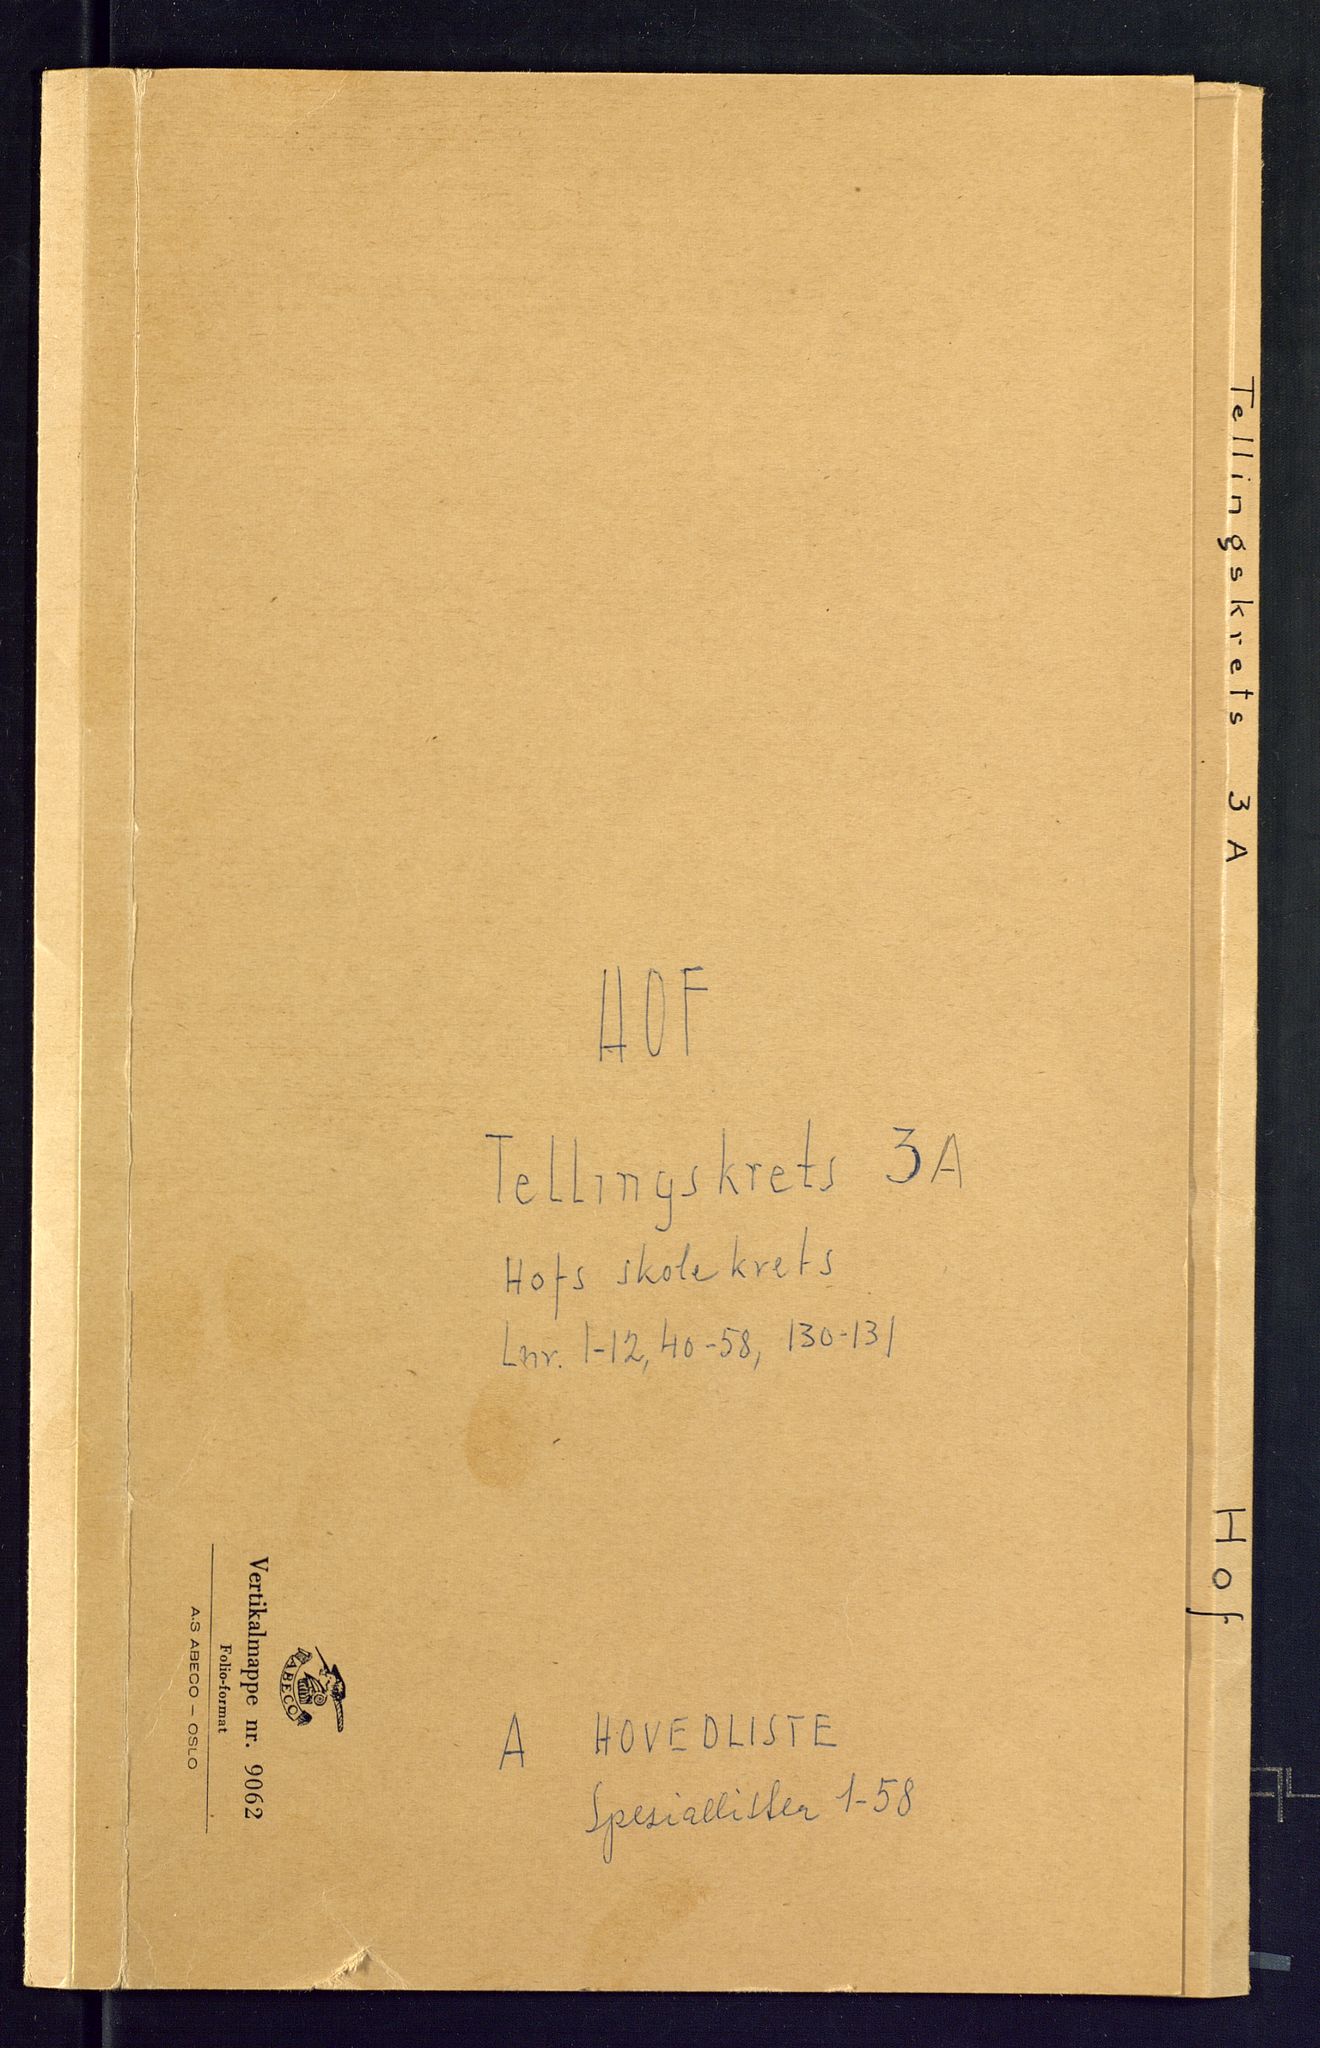 HOF
Tellingskrets 3A
Hofs skolekrets
Lnr. 1-12, 40-58, 130-131
A HOVEDLISTE
Spesiallister 1-58
Tellingskrets 3A
Hof
ABECO
Vertikalmappe nr. 9062
Folio-format
A.S ABECO – OSLO